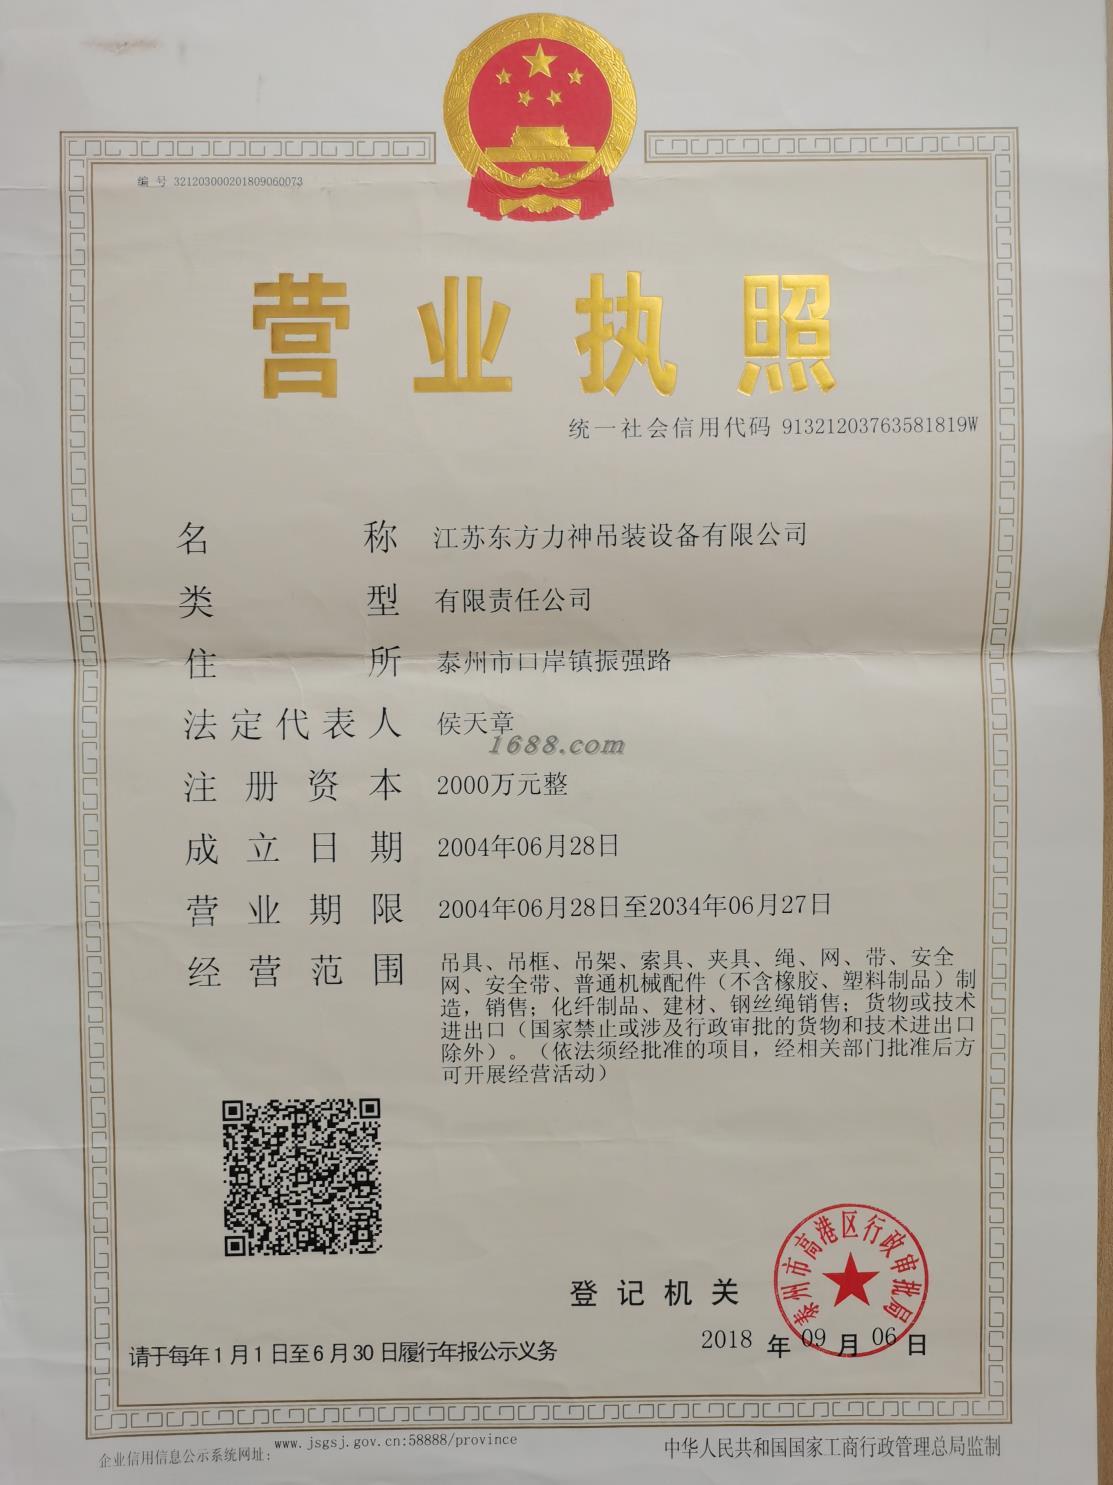 编 号 321203000201809060073
营业执照
统一社会信用代码 91321203763581819W
名称 江苏东方力神吊装设备有限公司
类型 有限责任公司
住所 泰州市口岸镇振强路
法定代表人 侯天章
1688.com
注册资本 2000万元整
成立日期 2004年06月28日
营业期限 2004年06月28日至2034年06月27日
经营范围 吊具、吊框、吊架、索具、夹具、绳、网、带、安全
网、安全带、普通机械配件（不含橡胶、塑料制品）制
造，销售；化纤制品、建材、钢丝绳销售；货物或技术
进出口（国家禁止或涉及行政审批的货物和技术进出口
除外）。（依法须经批准的项目，经相关部门批准后方
可开展经营活动）
泰州市高港区行政审批局
登记机关
2018 年 09 月 06 日
请于每年1月1日至6月30日履行年报公示义务
企业信用信息公示系统网址：www.jsgsj.gov.cn:58888/province
中华人民共和国国家工商行政管理总局监制